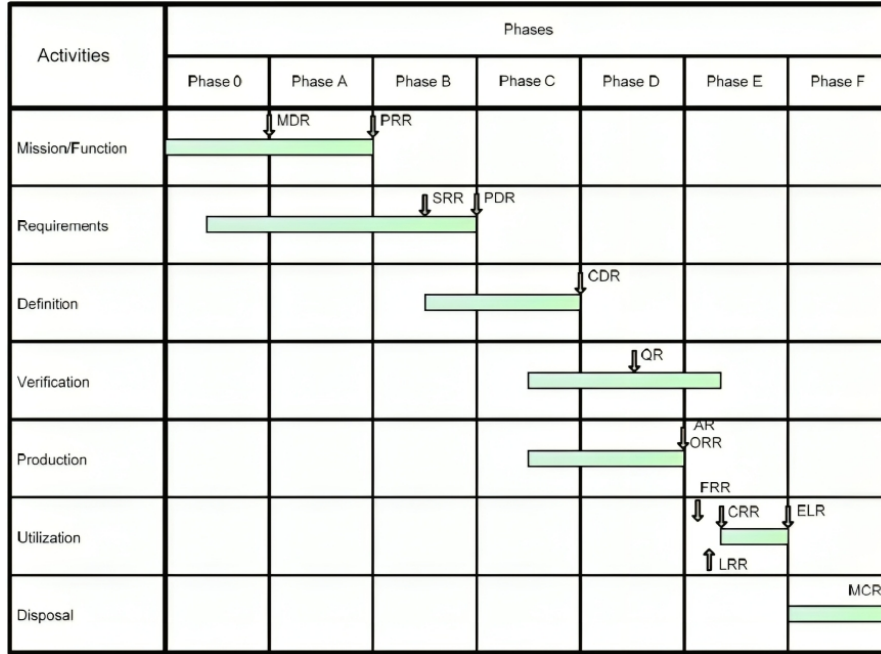 Activities
Phases
Phase 0
Phase A
Phase B
Phase C
Phase D
Phase E
Phase F
Mission/Function
MDR
PRR
Requirements
SRR
PDR
Definition
CDR
Verification
QR
Production
AR
ORR
Utilization
FRR
CRR
ELR
LRR
Disposal
MCR